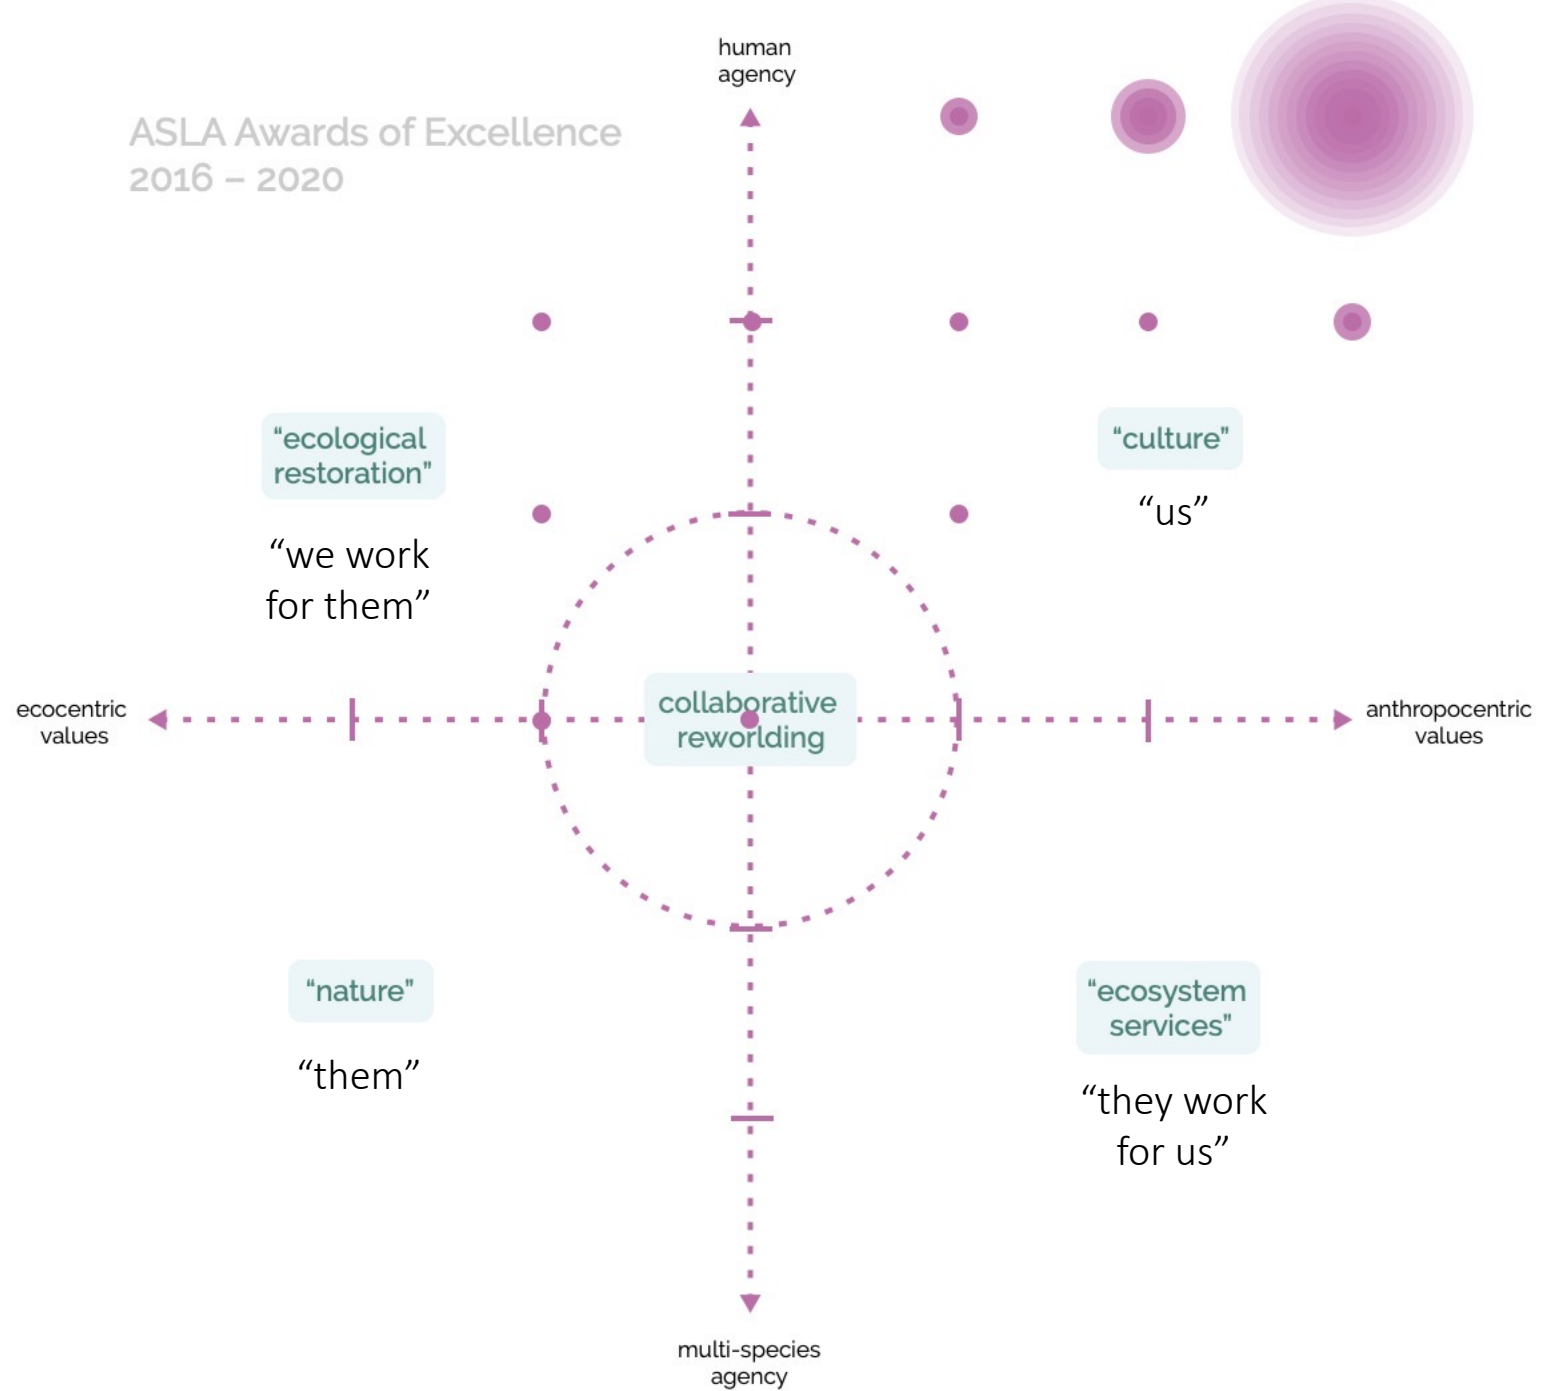 human
agency
ASLA Awards of Excellence
2016 – 2020
“ecological
restoration”
“culture”
“us”
“we work
for them”
collaborative
reworlding
ecocentric
values
anthropocentric
values
“nature”
“them”
“ecosystem
services”
“they work
for us”
multi-species
agency